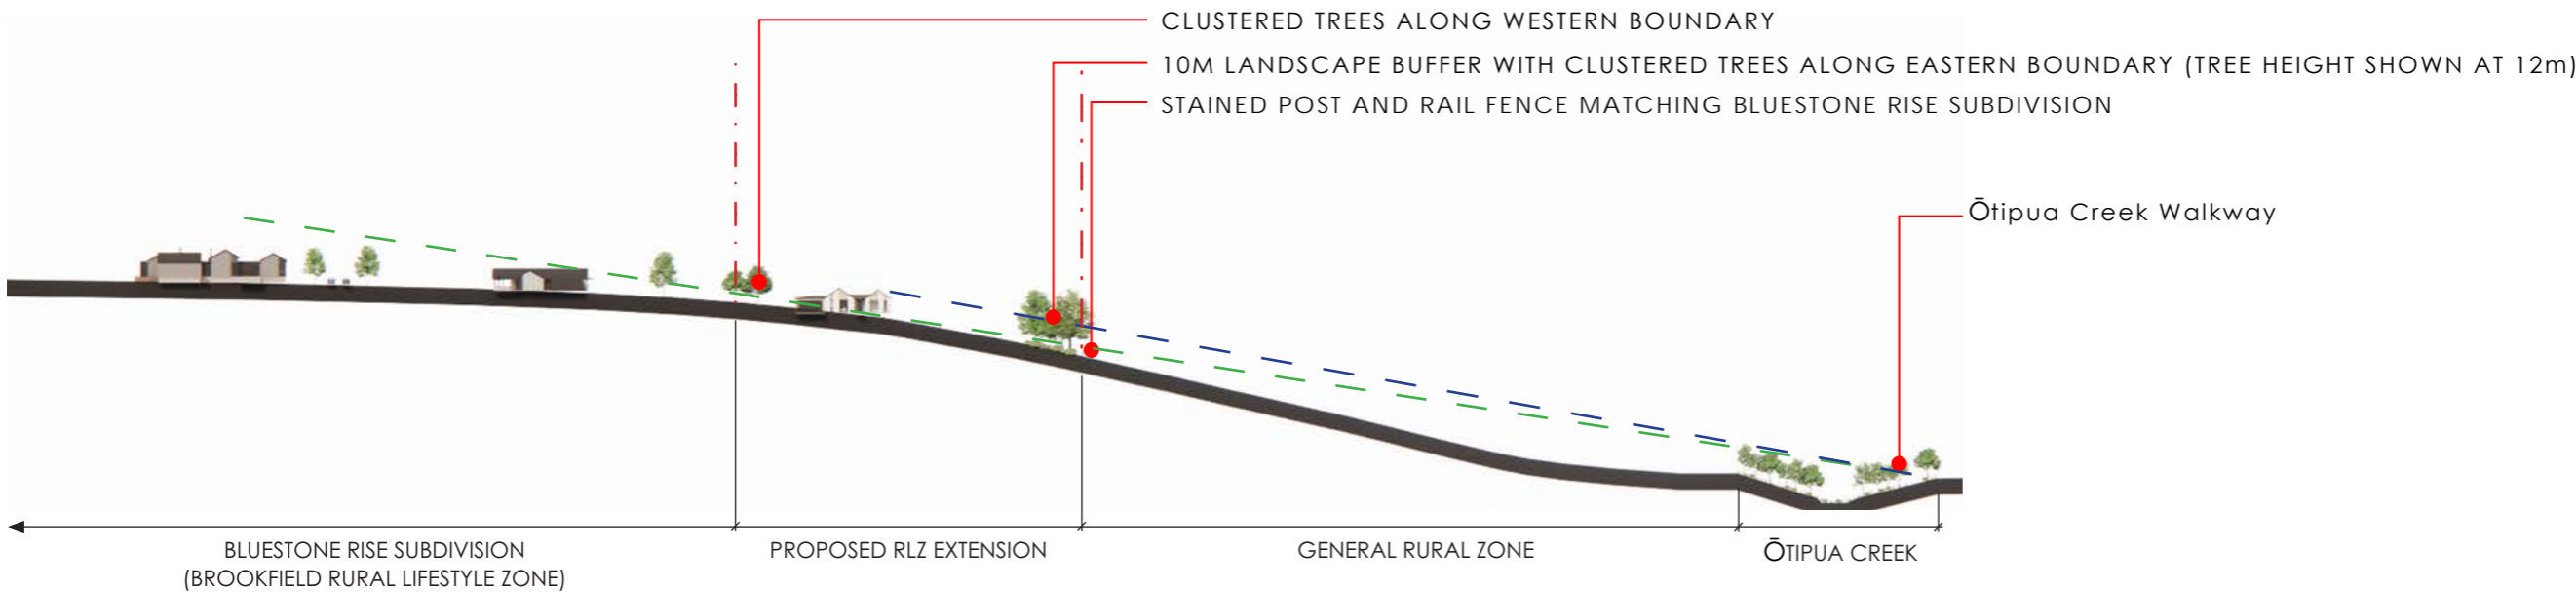 CLUSTERED TREES ALONG WESTERN BOUNDARY
10M LANDSCAPE BUFFER WITH CLUSTERED TREES ALONG EASTERN BOUNDARY (TREE HEIGHT SHOWN AT 12m)
STAINED POST AND RAIL FENCE MATCHING BLUESTONE RISE SUBDIVISION
Ōtipua Creek Walkway
BLUESTONE RISE SUBDIVISION
(BROOKFIELD RURAL LIFESTYLE ZONE)
PROPOSED RLZ EXTENSION
GENERAL RURAL ZONE
ŌTIPUA CREEK